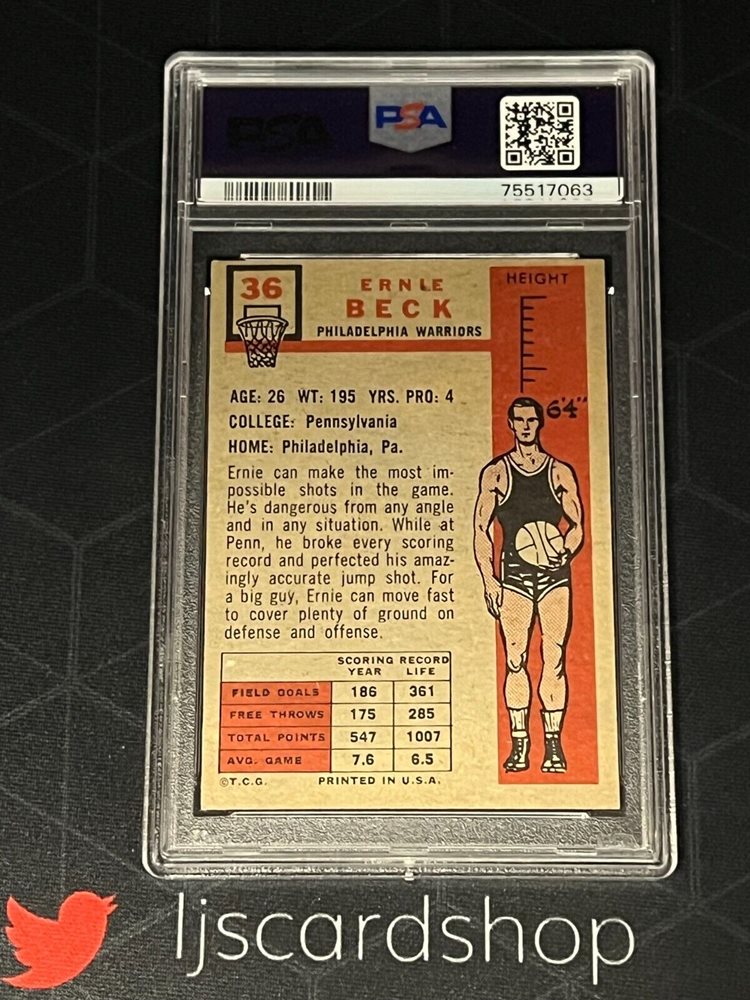 PSA
75517063
36
ERNIE
BECK
PHILADELPHIA WARRIORS
HEIGHT
6'4"
AGE: 26 WT: 195 YRS. PRO: 4
COLLEGE: Pennsylvania
HOME: Philadelphia, Pa.
Ernie can make the most im-
possible shots in the game.
He's dangerous from any angle
and in any situation. While at
Penn, he broke every scoring
record and perfected his amaz-
ingly accurate jump shot. For
a big guy, Ernie can move fast
to cover plenty of ground on
defense and offense.
SCORING RECORD
YEAR LIFE
FIELD GOALS 186 361
FREE THROWS 175 285
TOTAL POINTS 547 1007
AVG. GAME 7.6 6.5
©T.C.G. PRINTED IN U.S.A.
ljscardshop